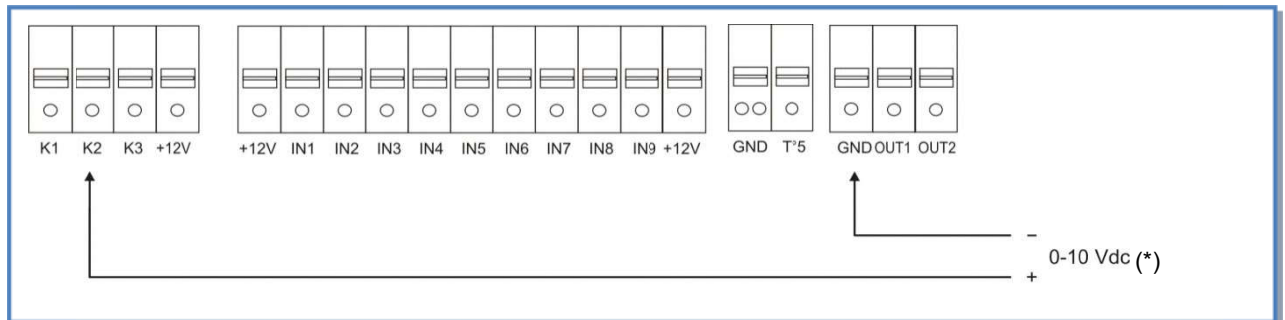 K1 K2 K3 +12V +12V IN1 IN2 IN3 IN4 IN5 IN6 IN7 IN8 IN9 +12V GND T°5 GND OUT1 OUT2
–
0-10 Vdc (*)
+